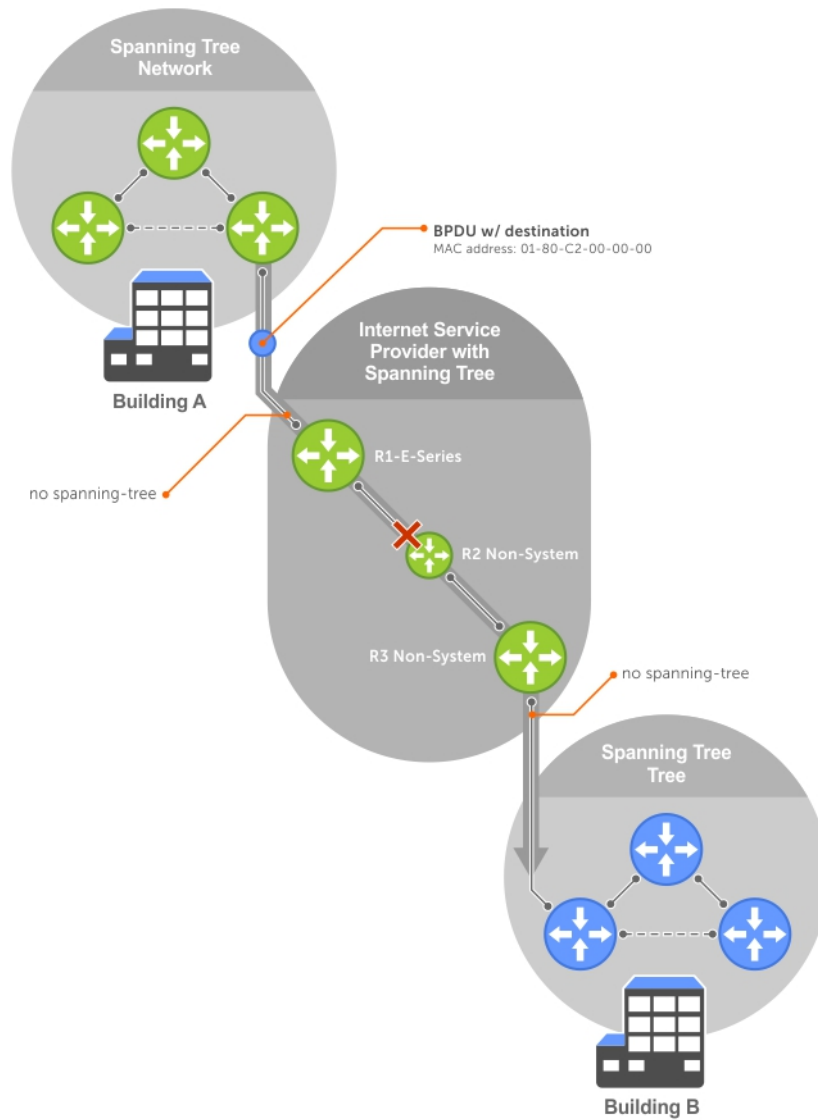 Spanning Tree
Network
BPDU w/ destination
MAC address: 01-80-C2-00-00-00
Internet Service
Provider with
Spanning Tree
Building A
R1-E-Series
no spanning-tree
R2 Non-System
R3 Non-System
no spanning-tree
Spanning Tree
Tree
Building B